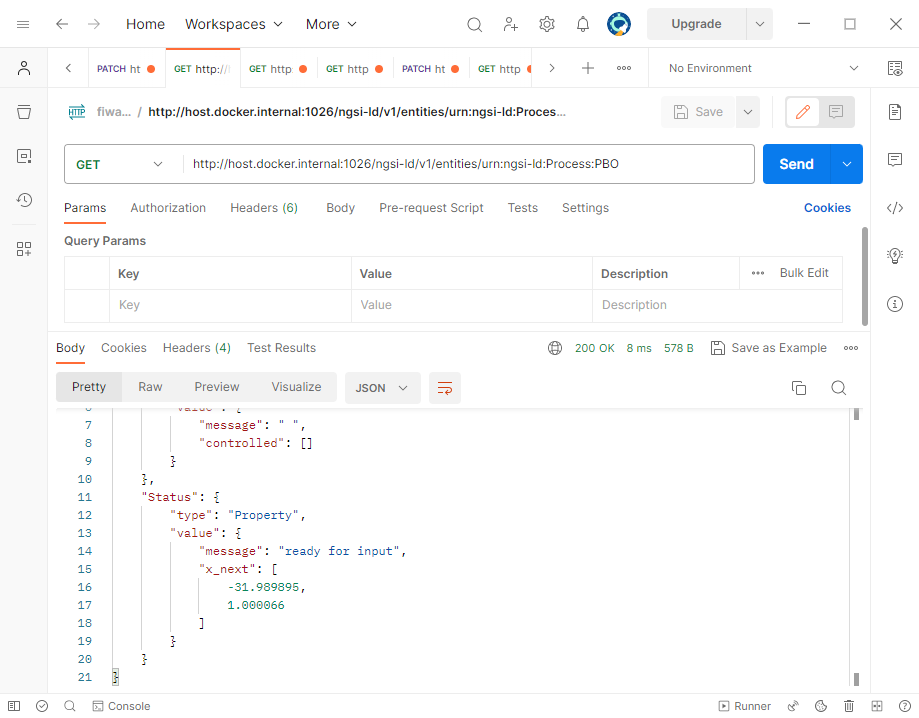 Home Workspaces More Upgrade
PATCH ht GET http:/ GET http GET http PATCH ht GET http No Environment
HTTP fiwa... / http://host.docker.internal:1026/ngsi-ld/v1/entities/urn:ngsi-ld:Proces... Save
GET http://host.docker.internal:1026/ngsi-ld/v1/entities/urn:ngsi-ld:Process:PBO Send
Params Authorization Headers (6) Body Pre-request Script Tests Settings Cookies
Query Params
Key Value Description Bulk Edit
Key Value Description
Body Cookies Headers (4) Test Results 200 OK 8 ms 578 B Save as Example
Pretty Raw Preview Visualize JSON
6 "value": {
7 "message": " ",
8 "controlled": []
9 }
10 },
11 "Status": {
12 "type": "Property",
13 "value": {
14 "message": "ready for input",
15 "x_next": [
16 -31.989895,
17 1.000066
18 ]
19 }
20 }
21 }
Console Runner